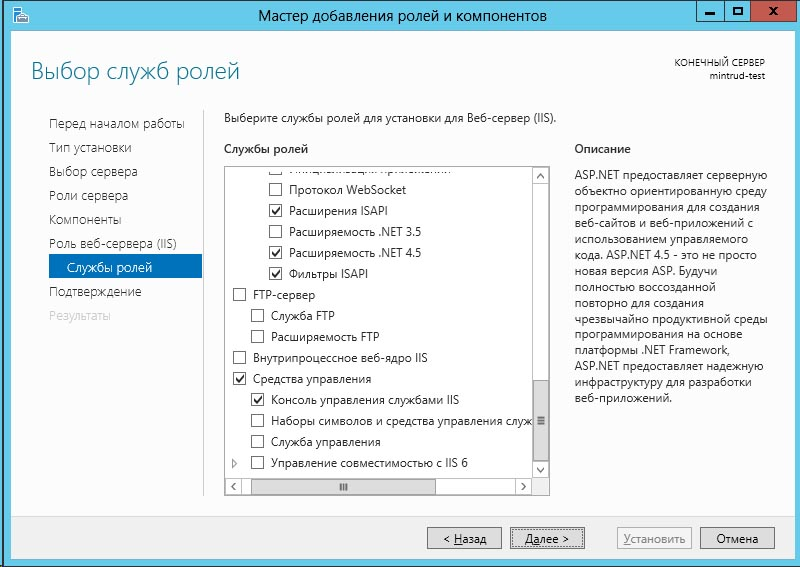 Мастер добавления ролей и компонентов
Выбор служб ролей
КОНЕЧНЫЙ СЕРВЕР
mintrud-test
Перед началом работы
Тип установки
Выбор сервера
Роли сервера
Компоненты
Роль веб-сервера (IIS)
Службы ролей
Подтверждение
Результаты
Выберите службы ролей для установки для Веб-сервер (IIS).
Службы ролей
Протокол WebSocket
Расширения ISAPI
Расширяемость .NET 3.5
Расширяемость .NET 4.5
Фильтры ISAPI
FTP-сервер
Служба FTP
Расширяемость FTP
Внутрипроцессное веб-ядро IIS
Средства управления
Консоль управления службами IIS
Наборы символов и средства управления служ
Служба управления
Управление совместимостью с IIS 6
Описание
ASP.NET предоставляет серверную
объектно ориентированную среду
программирования для создания
веб-сайтов и веб-приложений с
использованием управляемого
кода. ASP.NET 4.5 - это не просто
новая версия ASP. Будучи
полностью воссозданной
повторно для создания
чрезвычайно продуктивной среды
программирования на основе
платформы .NET Framework,
ASP.NET предоставляет надежную
инфраструктуру для разработки
веб-приложений.
< Назад
Далее >
Установить
Отмена